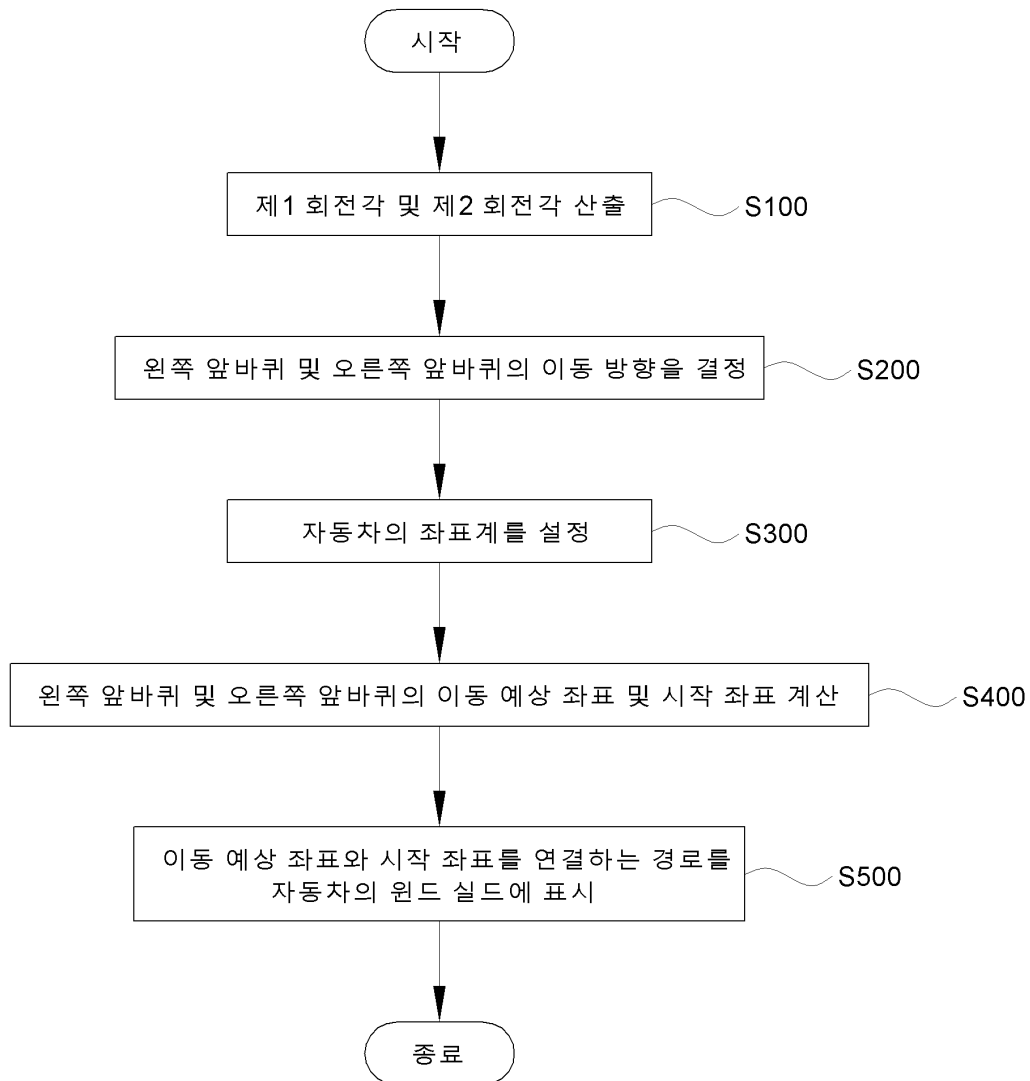 시작
제1 회전각 및 제2 회전각 산출
S100
왼쪽 앞바퀴 및 오른쪽 앞바퀴의 이동 방향을 결정
S200
자동차의 좌표계를 설정
S300
왼쪽 앞바퀴 및 오른쪽 앞바퀴의 이동 예상 좌표 및 시작 좌표 계산
S400
이동 예상 좌표와 시작 좌표를 연결하는 경로를
자동차의 윈드 실드에 표시
S500
종료